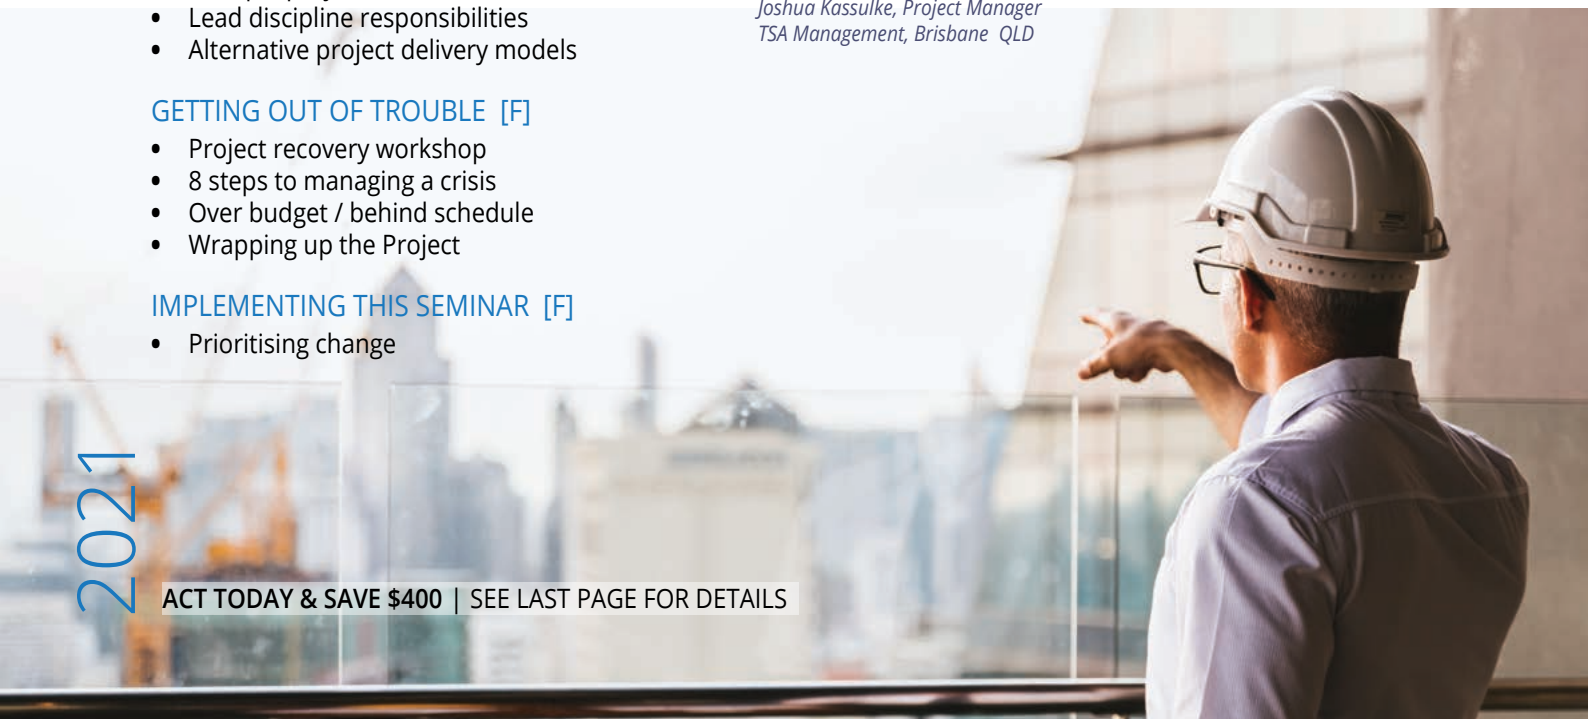 • Lead discipline responsibilities
• Alternative project delivery models
Joshua Kassulke, Project Manager
TSA Management, Brisbane QLD
GETTING OUT OF TROUBLE [F]
• Project recovery workshop
• 8 steps to managing a crisis
• Over budget / behind schedule
• Wrapping up the Project
IMPLEMENTING THIS SEMINAR [F]
• Prioritising change
2021
ACT TODAY & SAVE $400 | SEE LAST PAGE FOR DETAILS